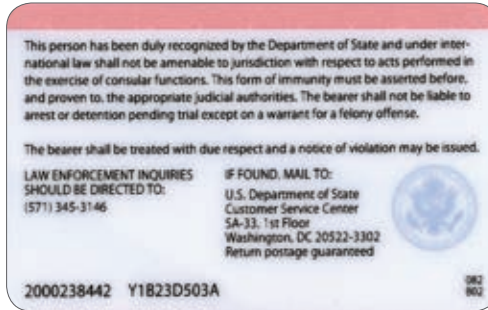 This person has been duly recognized by the Department of State and under inter-
national law shall not be amenable to jurisdiction with respect to acts performed in
the exercise of consular functions. This form of immunity must be asserted before,
and proven to, the appropriate judicial authorities. The bearer shall not be liable to
arrest or detention pending trial except on a warrant for a felony offense.
The bearer shall be treated with due respect and a notice of violation may be issued.
LAW ENFORCEMENT INQUIRIES
SHOULD BE DIRECTED TO:
(571) 345-3146
IF FOUND, MAIL TO:
U.S. Department of State
Customer Service Center
SA-33, 1st Floor
Washington, DC 20522-3302
Return postage guaranteed
2000238442 Y1B23D503A
082
802